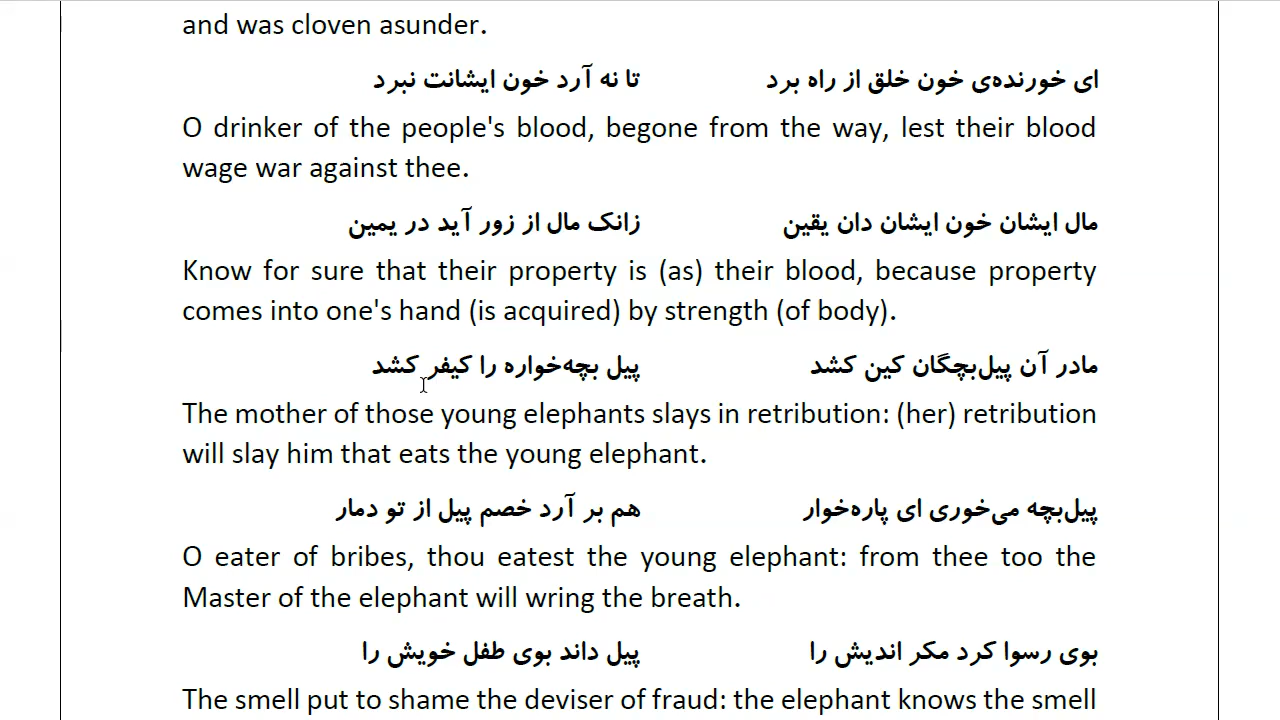 and was cloven asunder.
ای خورنده‌ی خون خلق از راه برد تا نه آرد خون ایشانت نبرد
O drinker of the people's blood, begone from the way, lest their blood
wage war against thee.
مال ایشان خون ایشان دان یقین زانک مال از زور آید در یمین
Know for sure that their property is (as) their blood, because property
comes into one's hand (is acquired) by strength (of body).
مادر آن پیل‌بچگان کین کشد پیل بچه‌خواره را کیفر کشد
The mother of those young elephants slays in retribution: (her) retribution
will slay him that eats the young elephant.
پیل‌بچه می‌خوری ای پاره‌خوار هم بر آرد خصم پیل از تو دمار
O eater of bribes, thou eatest the young elephant: from thee too the
Master of the elephant will wring the breath.
بوی رسوا کرد مکر اندیش را پیل داند بوی طفل خویش را
The smell put to shame the deviser of fraud: the elephant knows the smell